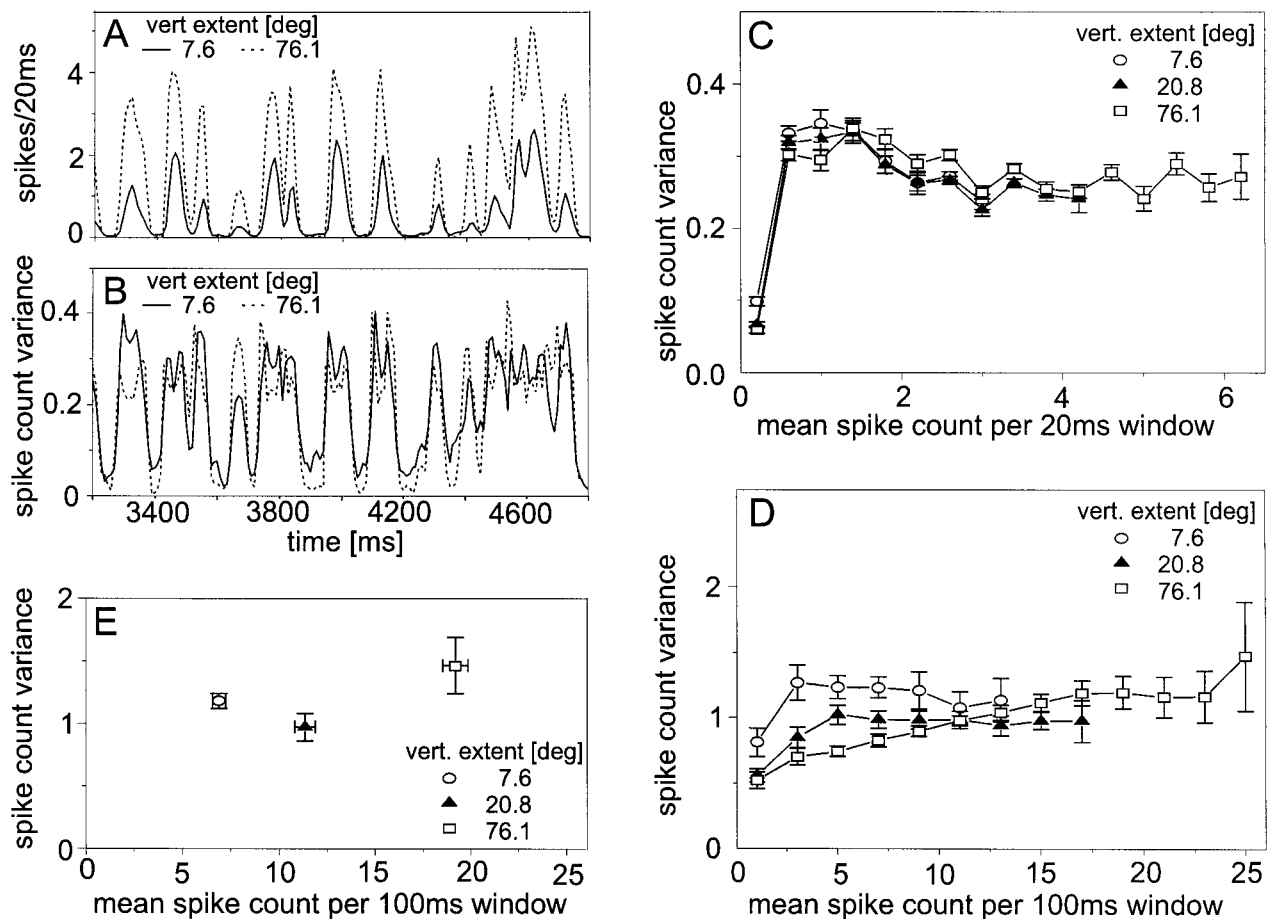 A
vert extent [deg]
7.6 76.1
spikes/20ms
4
2
0
B
vert extent [deg]
7.6 76.1
spike count variance
0.4
0.2
0
3400 3800 4200 4600
time [ms]
C
vert. extent [deg]
7.6
20.8
76.1
spike count variance
0.4
0.2
0.0
0 2 4 6
mean spike count per 20ms window
D
vert. extent [deg]
7.6
20.8
76.1
spike count variance
2
1
0
0 5 10 15 20 25
mean spike count per 100ms window
E
spike count variance
2
1
0
vert. extent [deg]
7.6
20.8
76.1
0 5 10 15 20 25
mean spike count per 100ms window